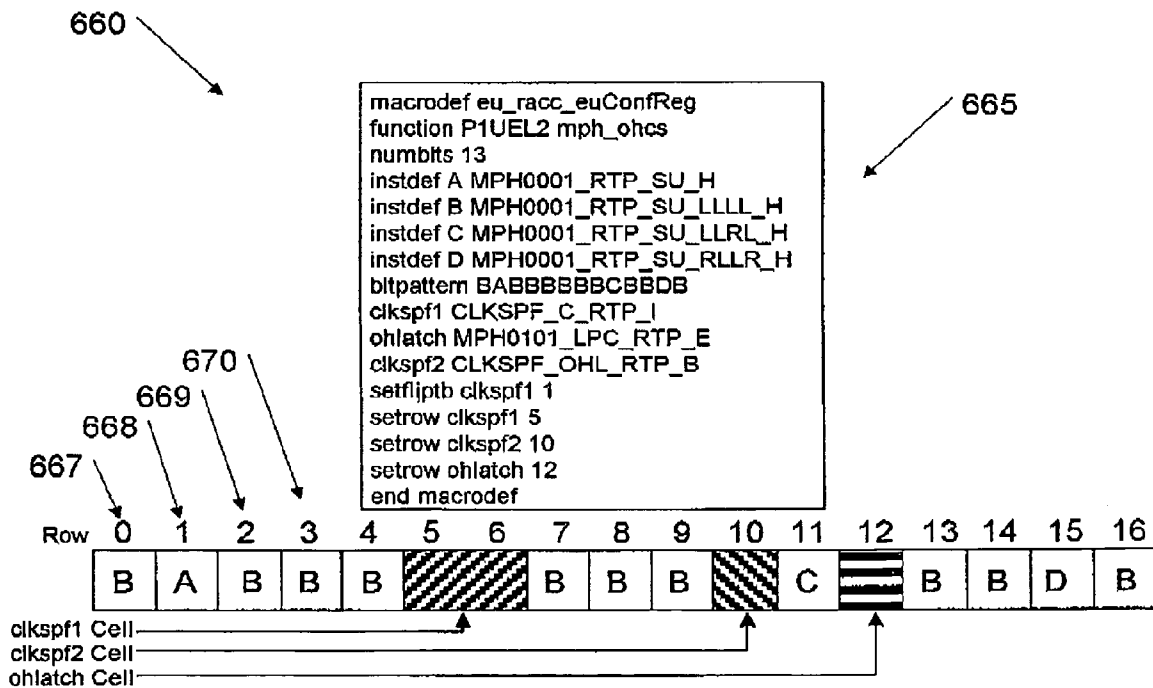 660
665
macrodef eu_racc_euConfReg
function P1UEL2 mph_ohcs
numbits 13
instdef A MPH0001_RTP_SU_H
instdef B MPH0001_RTP_SU_LLLL_H
instdef C MPH0001_RTP_SU_LLRL_H
instdef D MPH0001_RTP_SU_RLLR_H
bitpattern BABBBBBBCBBDB
clkspf1 CLKSPF_C_RTP_I
ohlatch MPH0101_LPC_RTP_E
clkspf2 CLKSPF_OHL_RTP_B
setfliptb clkspf1 1
setrow clkspf1 5
setrow clkspf2 10
setrow ohlatch 12
end macrodef
670
669
668
667
Row 0 1 2 3 4 5 6 7 8 9 10 11 12 13 14 15 16
B A B B B B B B C B B D B
clkspf1 Cell
clkspf2 Cell
ohlatch Cell